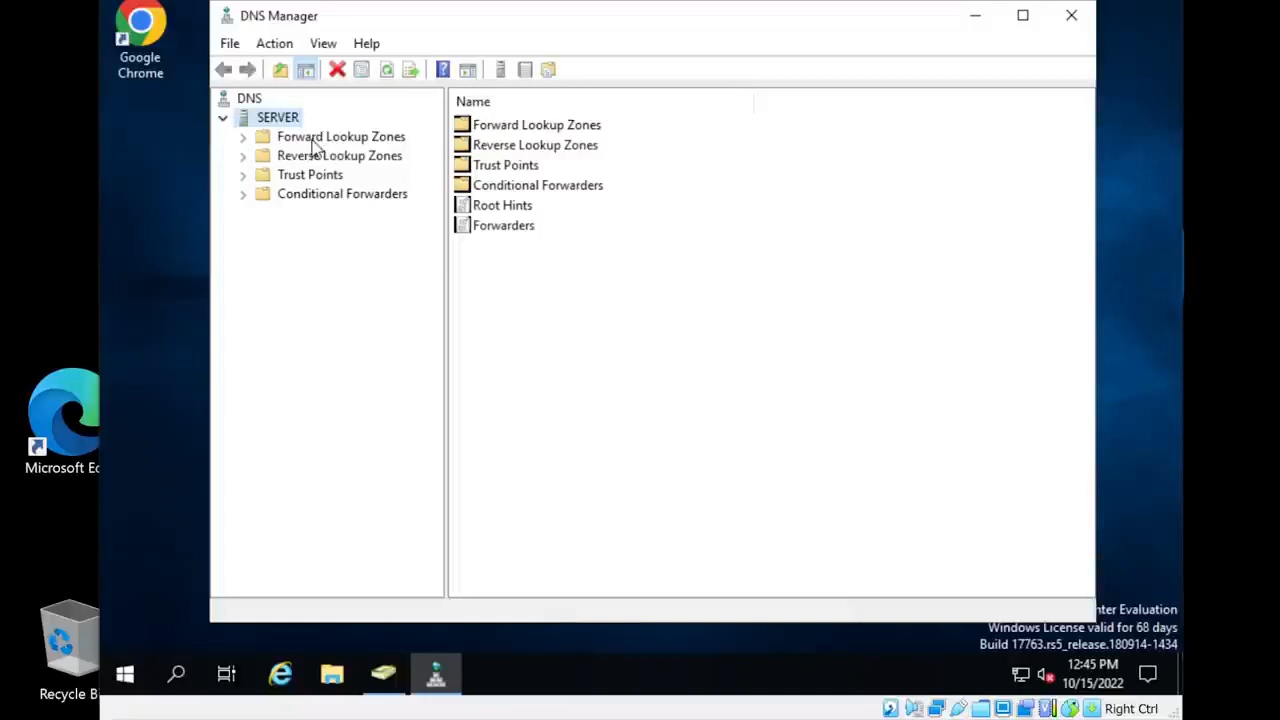 Google
Chrome
DNS Manager
File Action View Help
DNS
SERVER
Forward Lookup Zones
Reverse Lookup Zones
Trust Points
Conditional Forwarders
Name
Forward Lookup Zones
Reverse Lookup Zones
Trust Points
Conditional Forwarders
Root Hints
Forwarders
Microsoft Ec
Recycle B
nter Evaluation
Windows License valid for 68 days
Build 17763.rs5_release.180914-1434
12:45 PM
10/15/2022
Right Ctrl